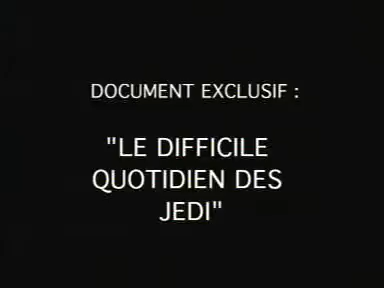 DOCUMENT EXCLUSIF :
"LE DIFFICILE
QUOTIDIEN DES
JEDI"